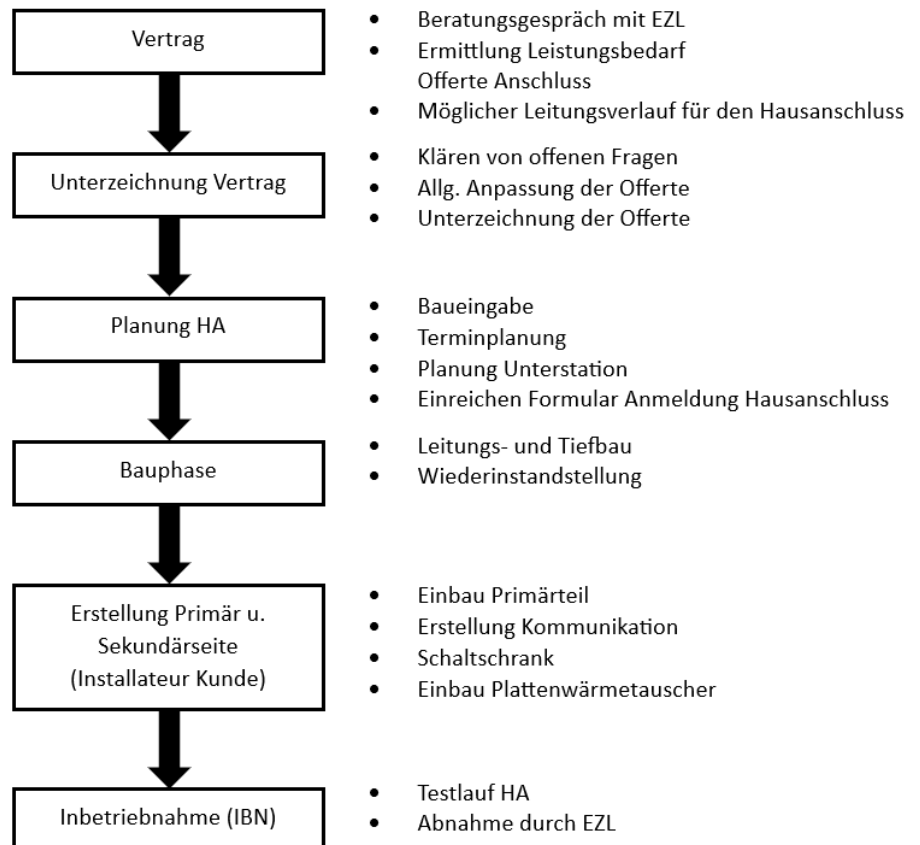 Vertrag
• Beratungsgespräch mit EZL
• Ermittlung Leistungsbedarf
Offerte Anschluss
• Möglicher Leitungsverlauf für den Hausanschluss
Unterzeichnung Vertrag
• Klären von offenen Fragen
• Allg. Anpassung der Offerte
• Unterzeichnung der Offerte
Planung HA
• Baueingabe
• Terminplanung
• Planung Unterstation
• Einreichen Formular Anmeldung Hausanschluss
Bauphase
• Leitungs- und Tiefbau
• Wiederinstandstellung
Erstellung Primär u.
Sekundärseite
(Installateur Kunde)
• Einbau Primärteil
• Erstellung Kommunikation
• Schaltschrank
• Einbau Plattenwärmetauscher
Inbetriebnahme (IBN)
• Testlauf HA
• Abnahme durch EZL